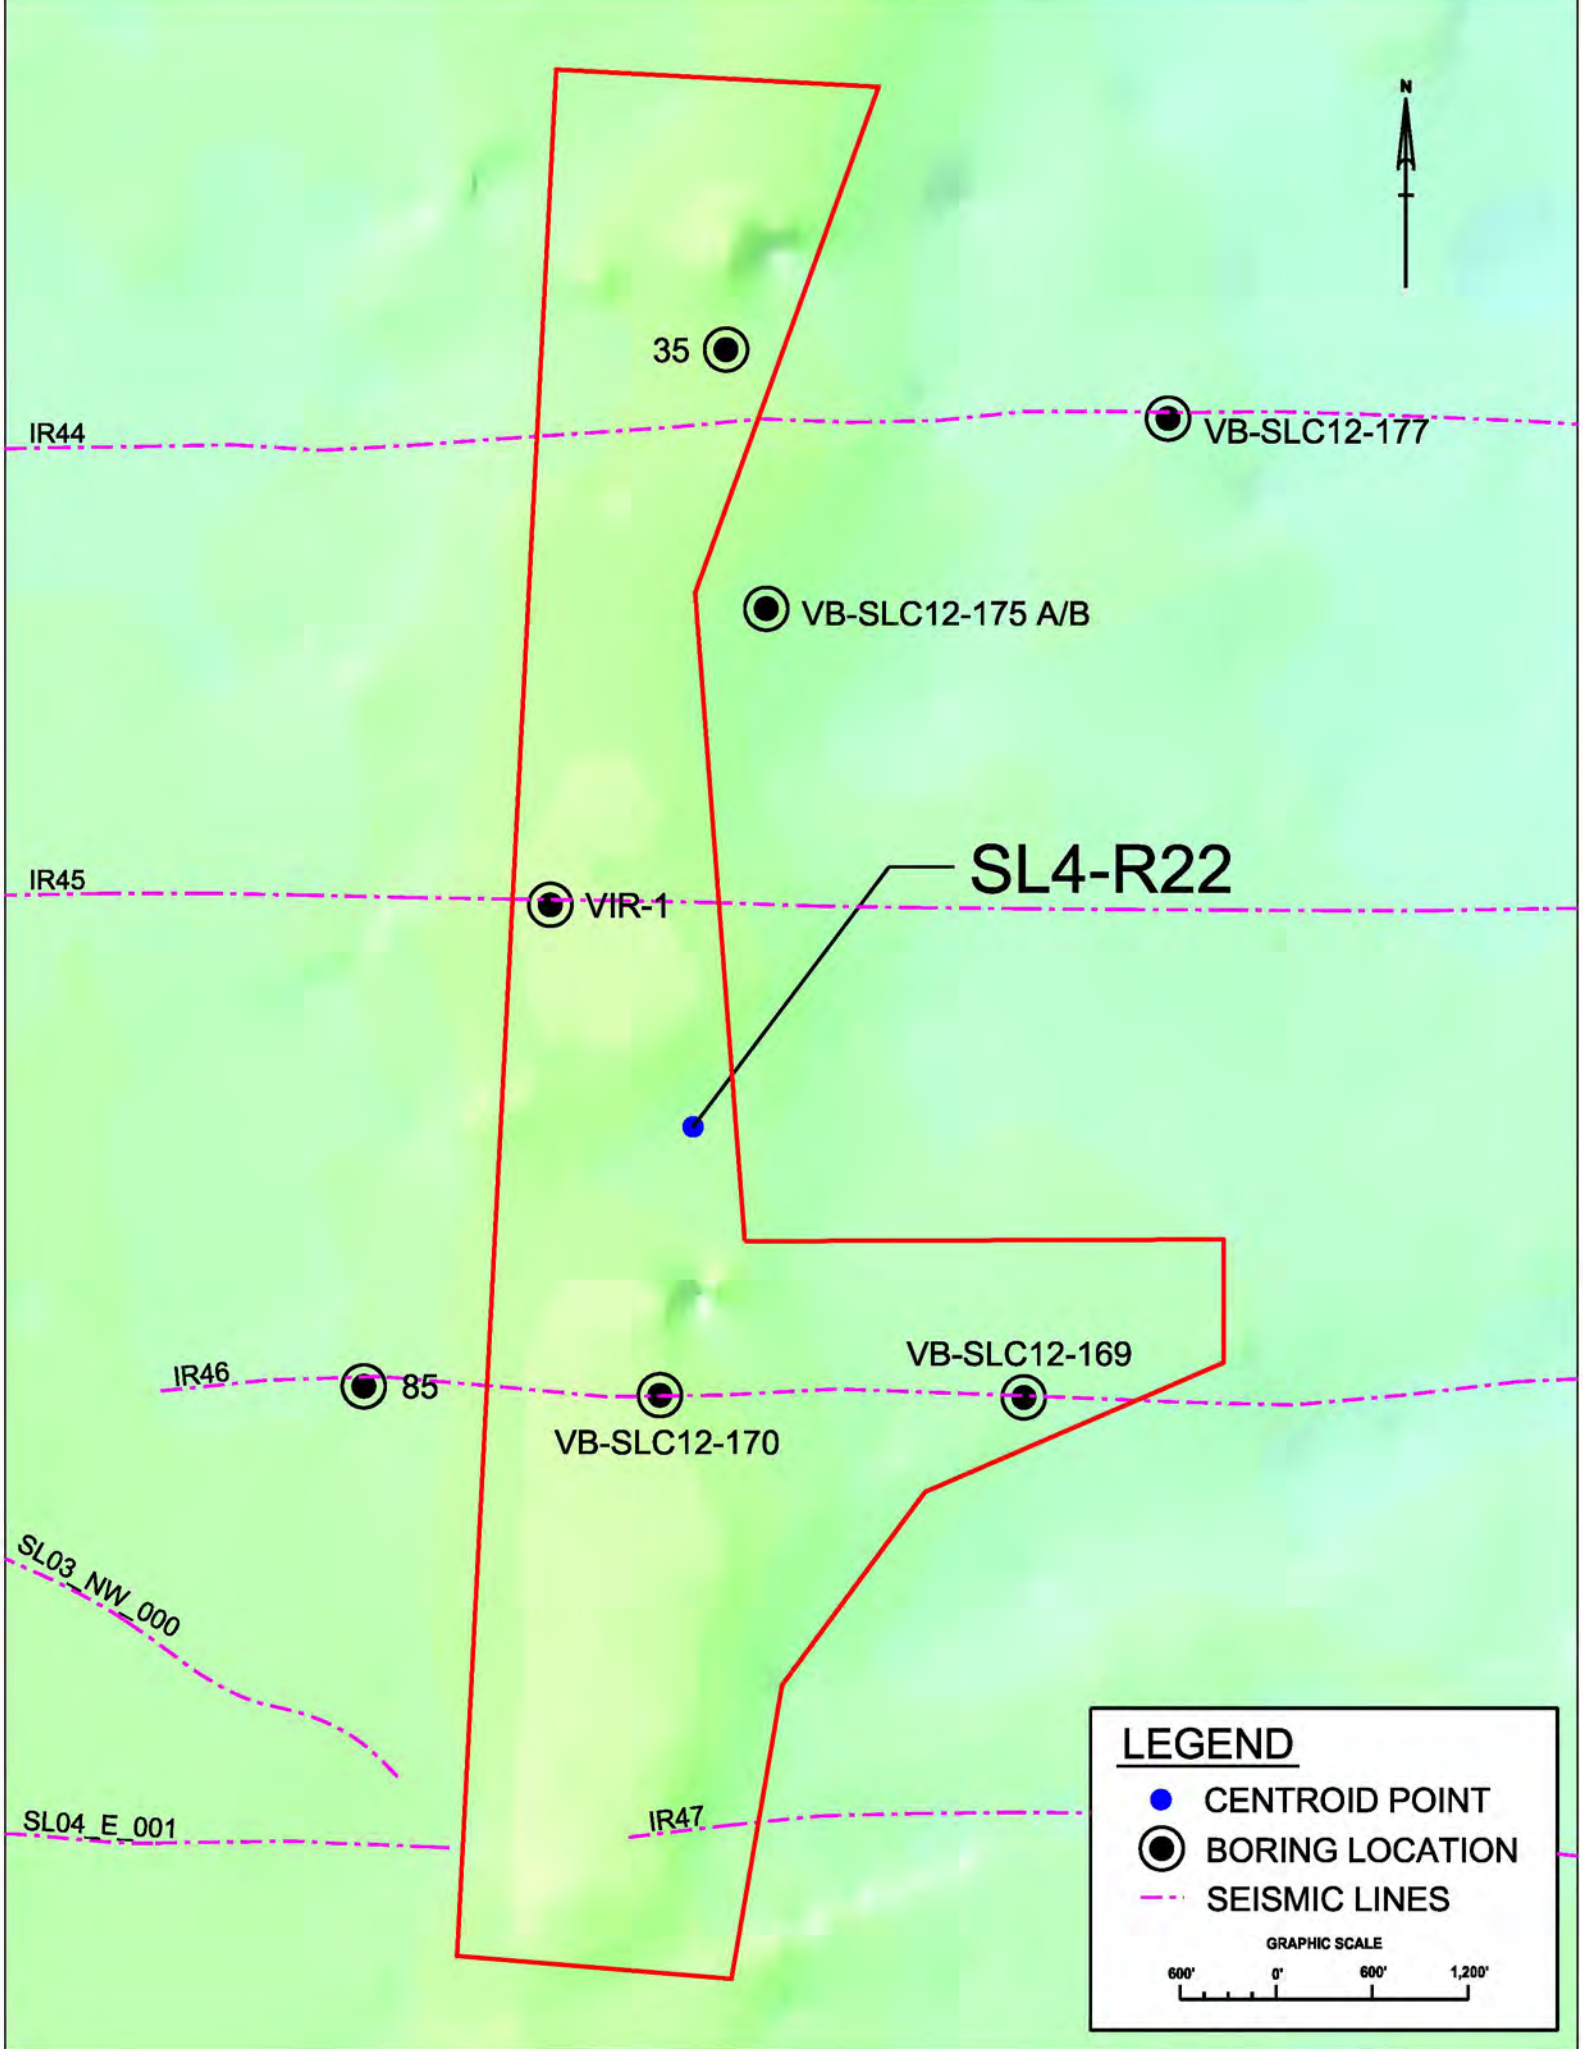 N
35
IR44
VB-SLC12-177
VB-SLC12-175 A/B
SL4-R22
IR45
VIR-1
VB-SLC12-169
IR46
85
VB-SLC12-170
SL03_NW_000
SL04_E_001
IR47
LEGEND
CENTROID POINT
BORING LOCATION
SEISMIC LINES
GRAPHIC SCALE
600' 0' 600' 1,200'